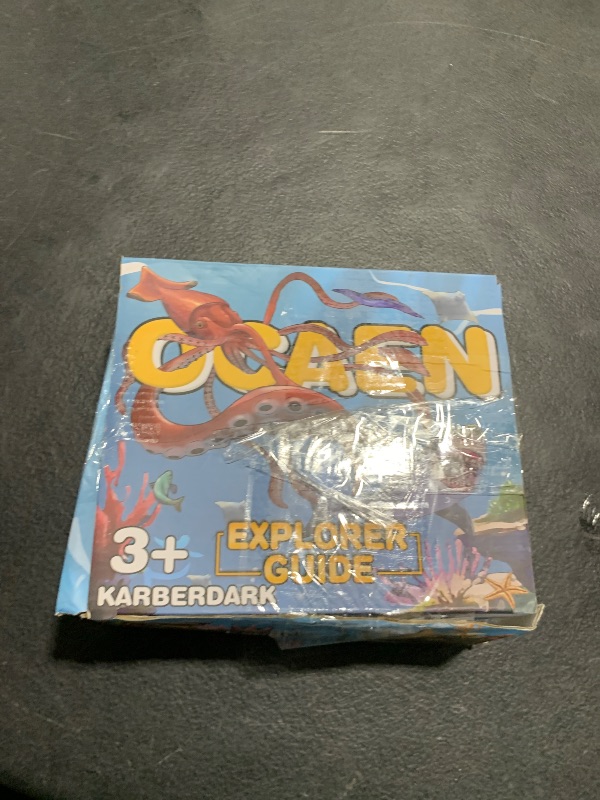 OCAEN
3+
EXPLORER
GUIDE
KARBERDARK